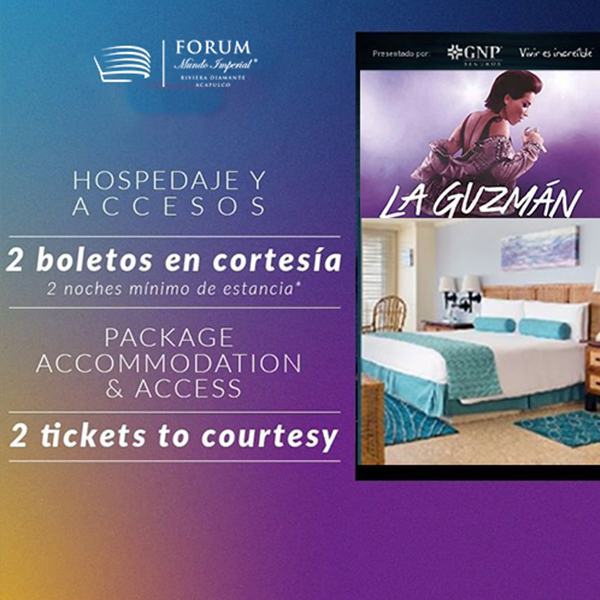 FORUM
Mundo Imperial®
RIVIERA DIAMANTE
ACAPULCO
HOSPEDAJE Y
ACCESOS
2 boletos en cortesía
2 noches mínimo de estancia*
PACKAGE
ACCOMMODATION
& ACCESS
2 tickets to courtesy
Presentado por: GNP SEGUROS Vivir es increíble
LA GUZMÁN